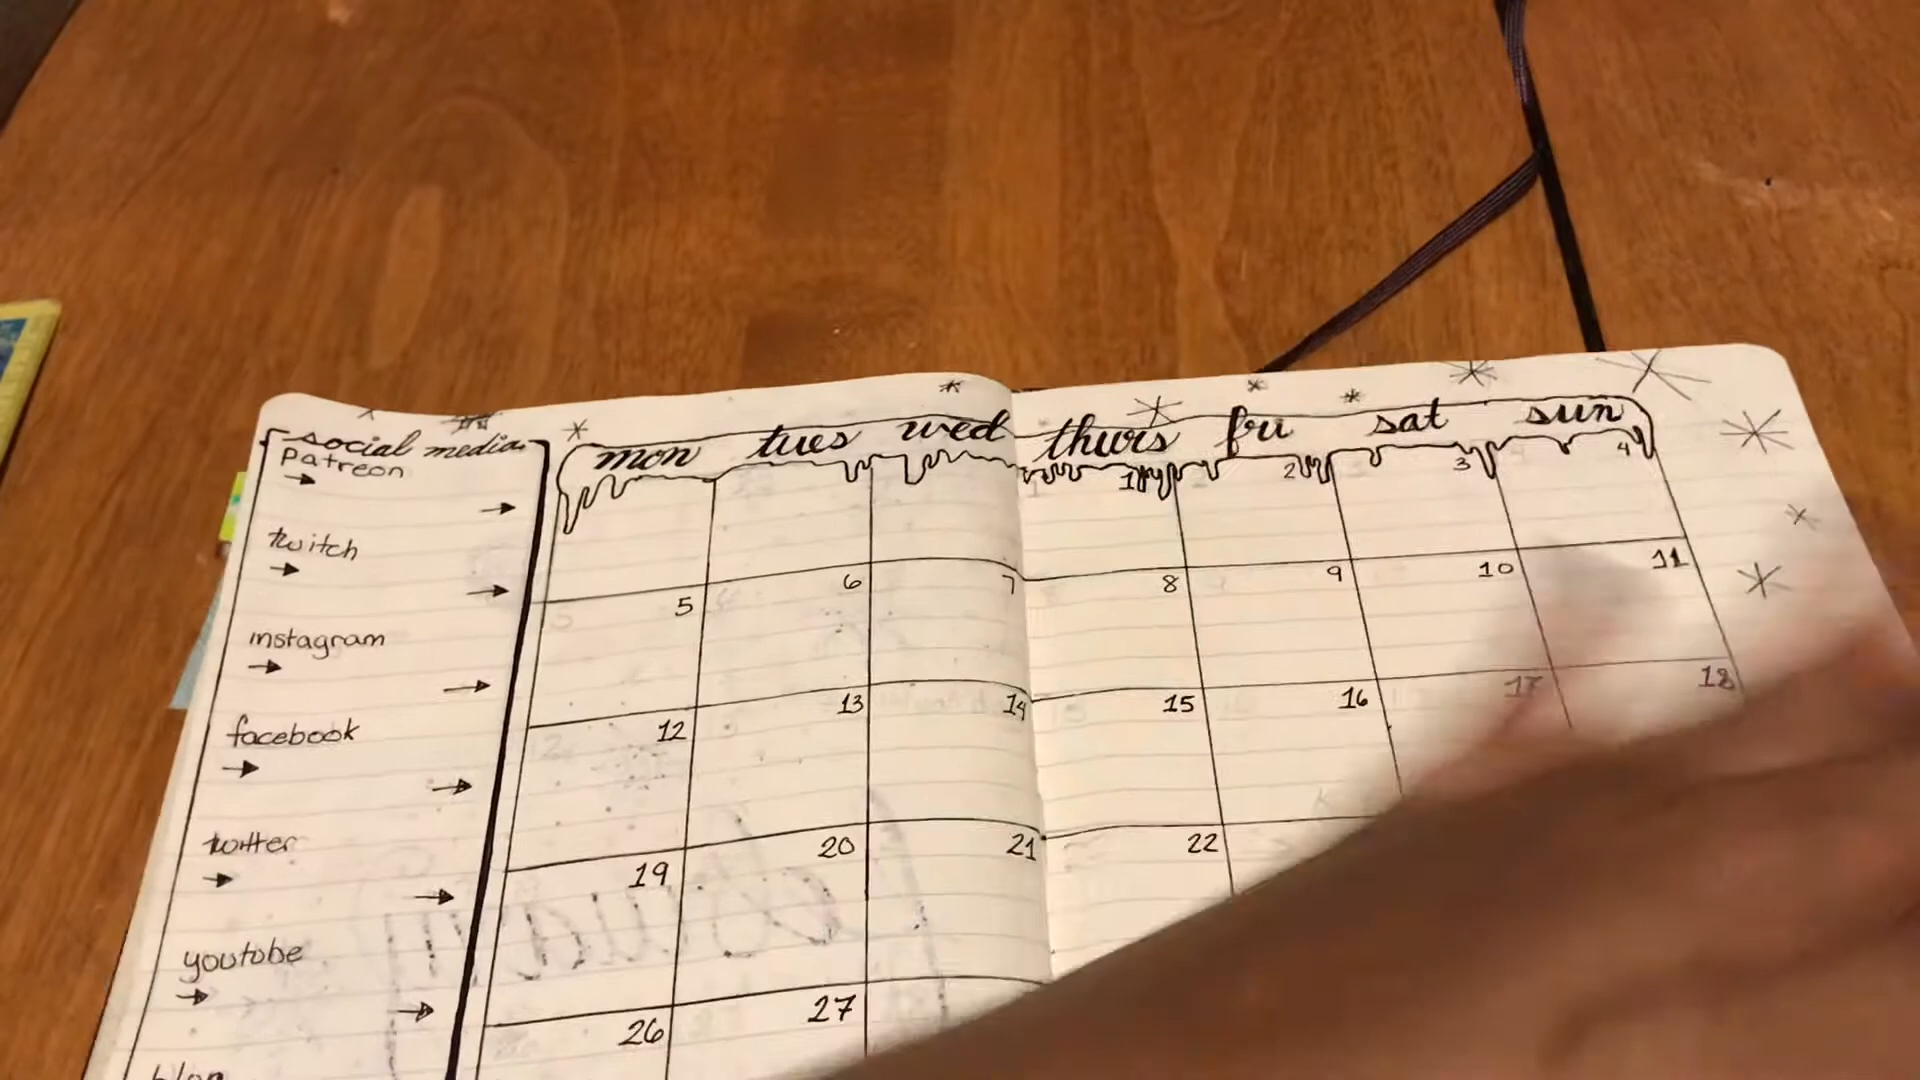 social media
Patreon
twitch
instagram
facebook
twitter
youtube
blog
mon tues wed thurs fri sat sun
1 2 3 4
5 6 7 8 9 10 11
12 13 14 15 16 17 18
19 20 21 22
26 27